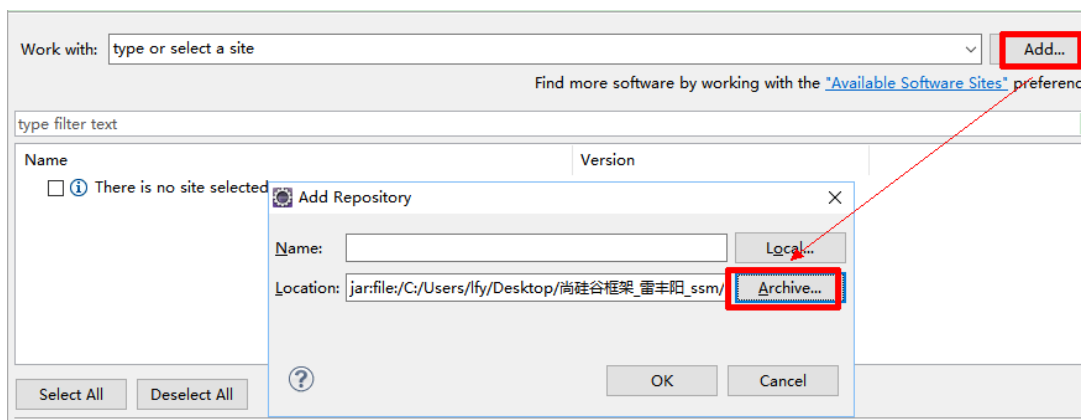 Work with: type or select a site Add...
Find more software by working with the "Available Software Sites" preferenc
type filter text
Name Version
There is no site selected
Add Repository
Name: Local...
Location: jar:file:/C:/Users/lfy/Desktop/尚硅谷框架_雷丰阳_ssm/ Archive...
OK Cancel
Select All Deselect All